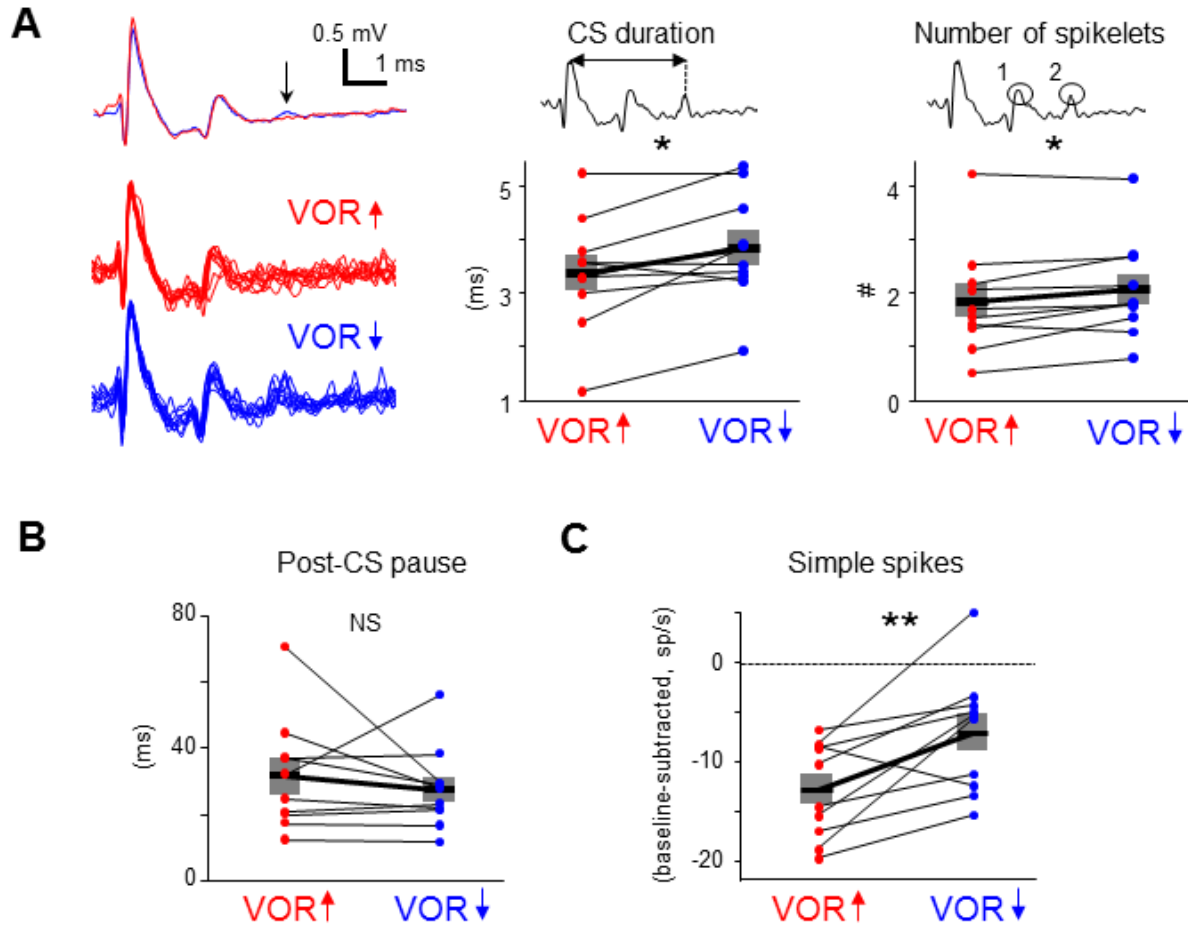 A
0.5 mV
1 ms
VOR↑
VOR↓
CS duration
*
(ms)
5
3
1
VOR↑ VOR↓
Number of spikelets
1 2
*
#
4
2
0
VOR↑ VOR↓
B
Post-CS pause
NS
(ms)
80
40
0
VOR↑ VOR↓
C
Simple spikes
**
(baseline-subtracted, sp/s)
0
-10
-20
VOR↑ VOR↓